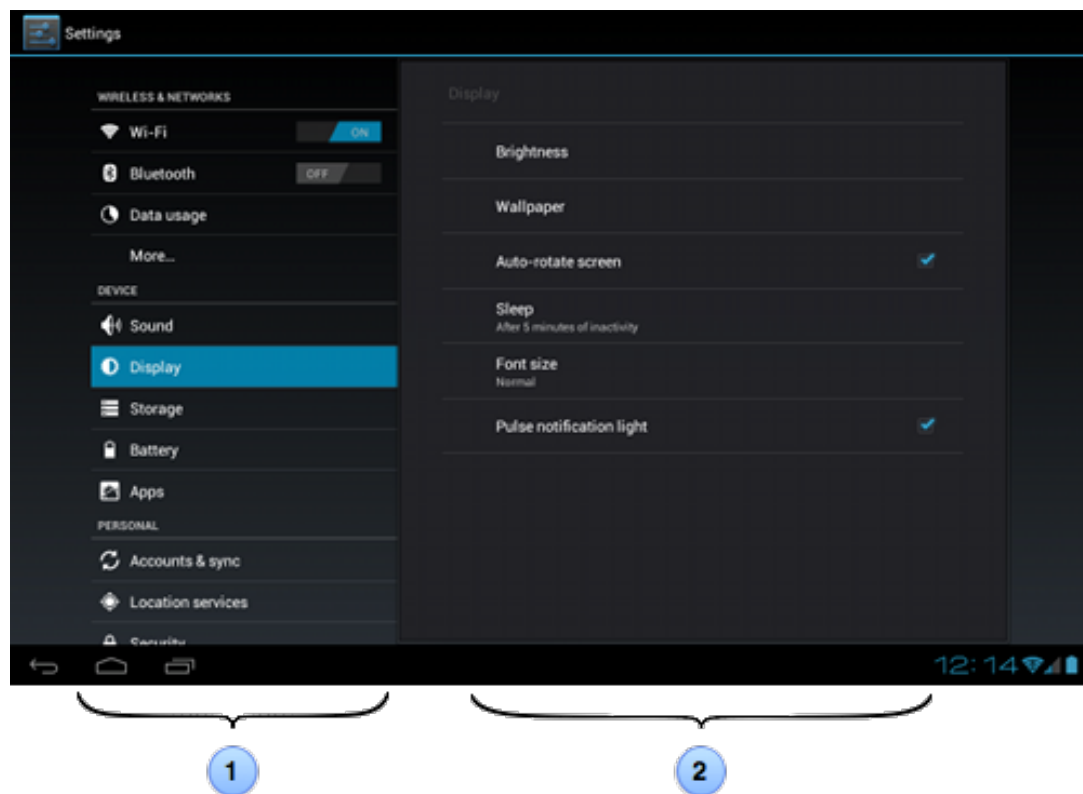 Settings
WIRELESS & NETWORKS
Wi-Fi ON
Bluetooth OFF
Data usage
More...
DEVICE
Sound
Display
Storage
Battery
Apps
PERSONAL
Accounts & sync
Location services
Security
Display
Brightness
Wallpaper
Auto-rotate screen
Sleep
After 5 minutes of inactivity
Font size
Normal
Pulse notification light
12:14
1
2